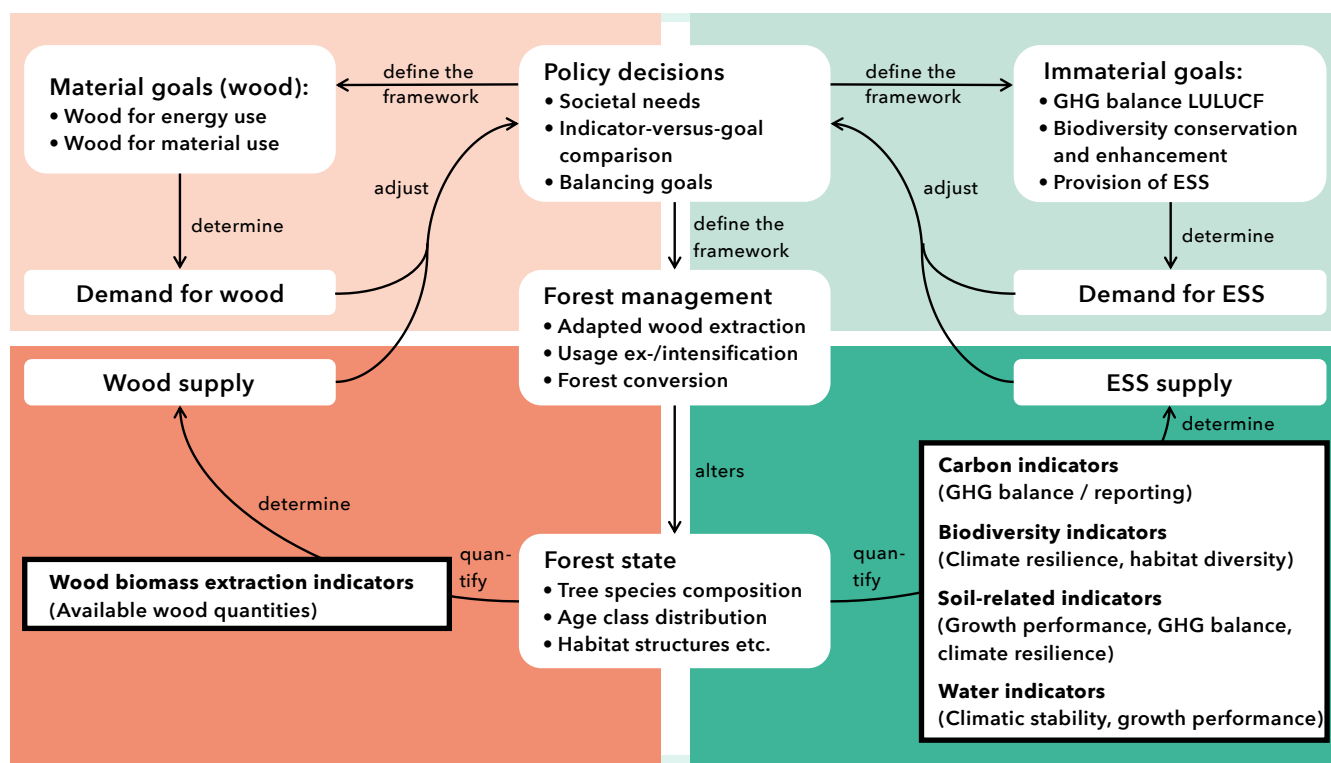 Material goals (wood):
• Wood for energy use
• Wood for material use
define the
framework
Policy decisions
• Societal needs
• Indicator-versus-goal
comparison
• Balancing goals
define the
framework
Immaterial goals:
• GHG balance LULUCF
• Biodiversity conservation
and enhancement
• Provision of ESS
determine
adjust
define the
framework
adjust
determine
Demand for wood
Forest management
• Adapted wood extraction
• Usage ex-/intensification
• Forest conversion
Demand for ESS
Wood supply
ESS supply
determine
alters
determine
Carbon indicators
(GHG balance / reporting)
Biodiversity indicators
(Climate resilience, habitat diversity)
Soil-related indicators
(Growth performance, GHG balance,
climate resilience)
Water indicators
(Climatic stability, growth performance)
Wood biomass extraction indicators
(Available wood quantities)
quan-
tify
Forest state
• Tree species composition
• Age class distribution
• Habitat structures etc.
quan-
tify